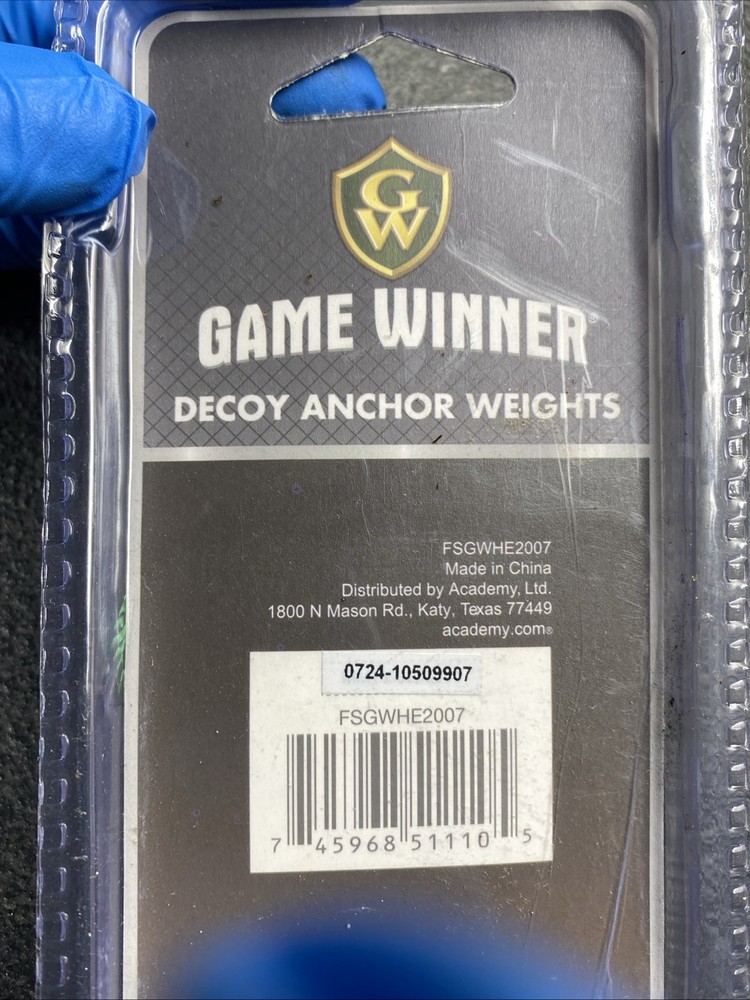 GW
GAME WINNER®
DECOY ANCHOR WEIGHTS
FSGWHE2007
Made in China
Distributed by Academy, Ltd.
1800 N Mason Rd., Katy, Texas 77449
academy.com®
0724-10509907
FSGWHE2007
7 45968 51110 5